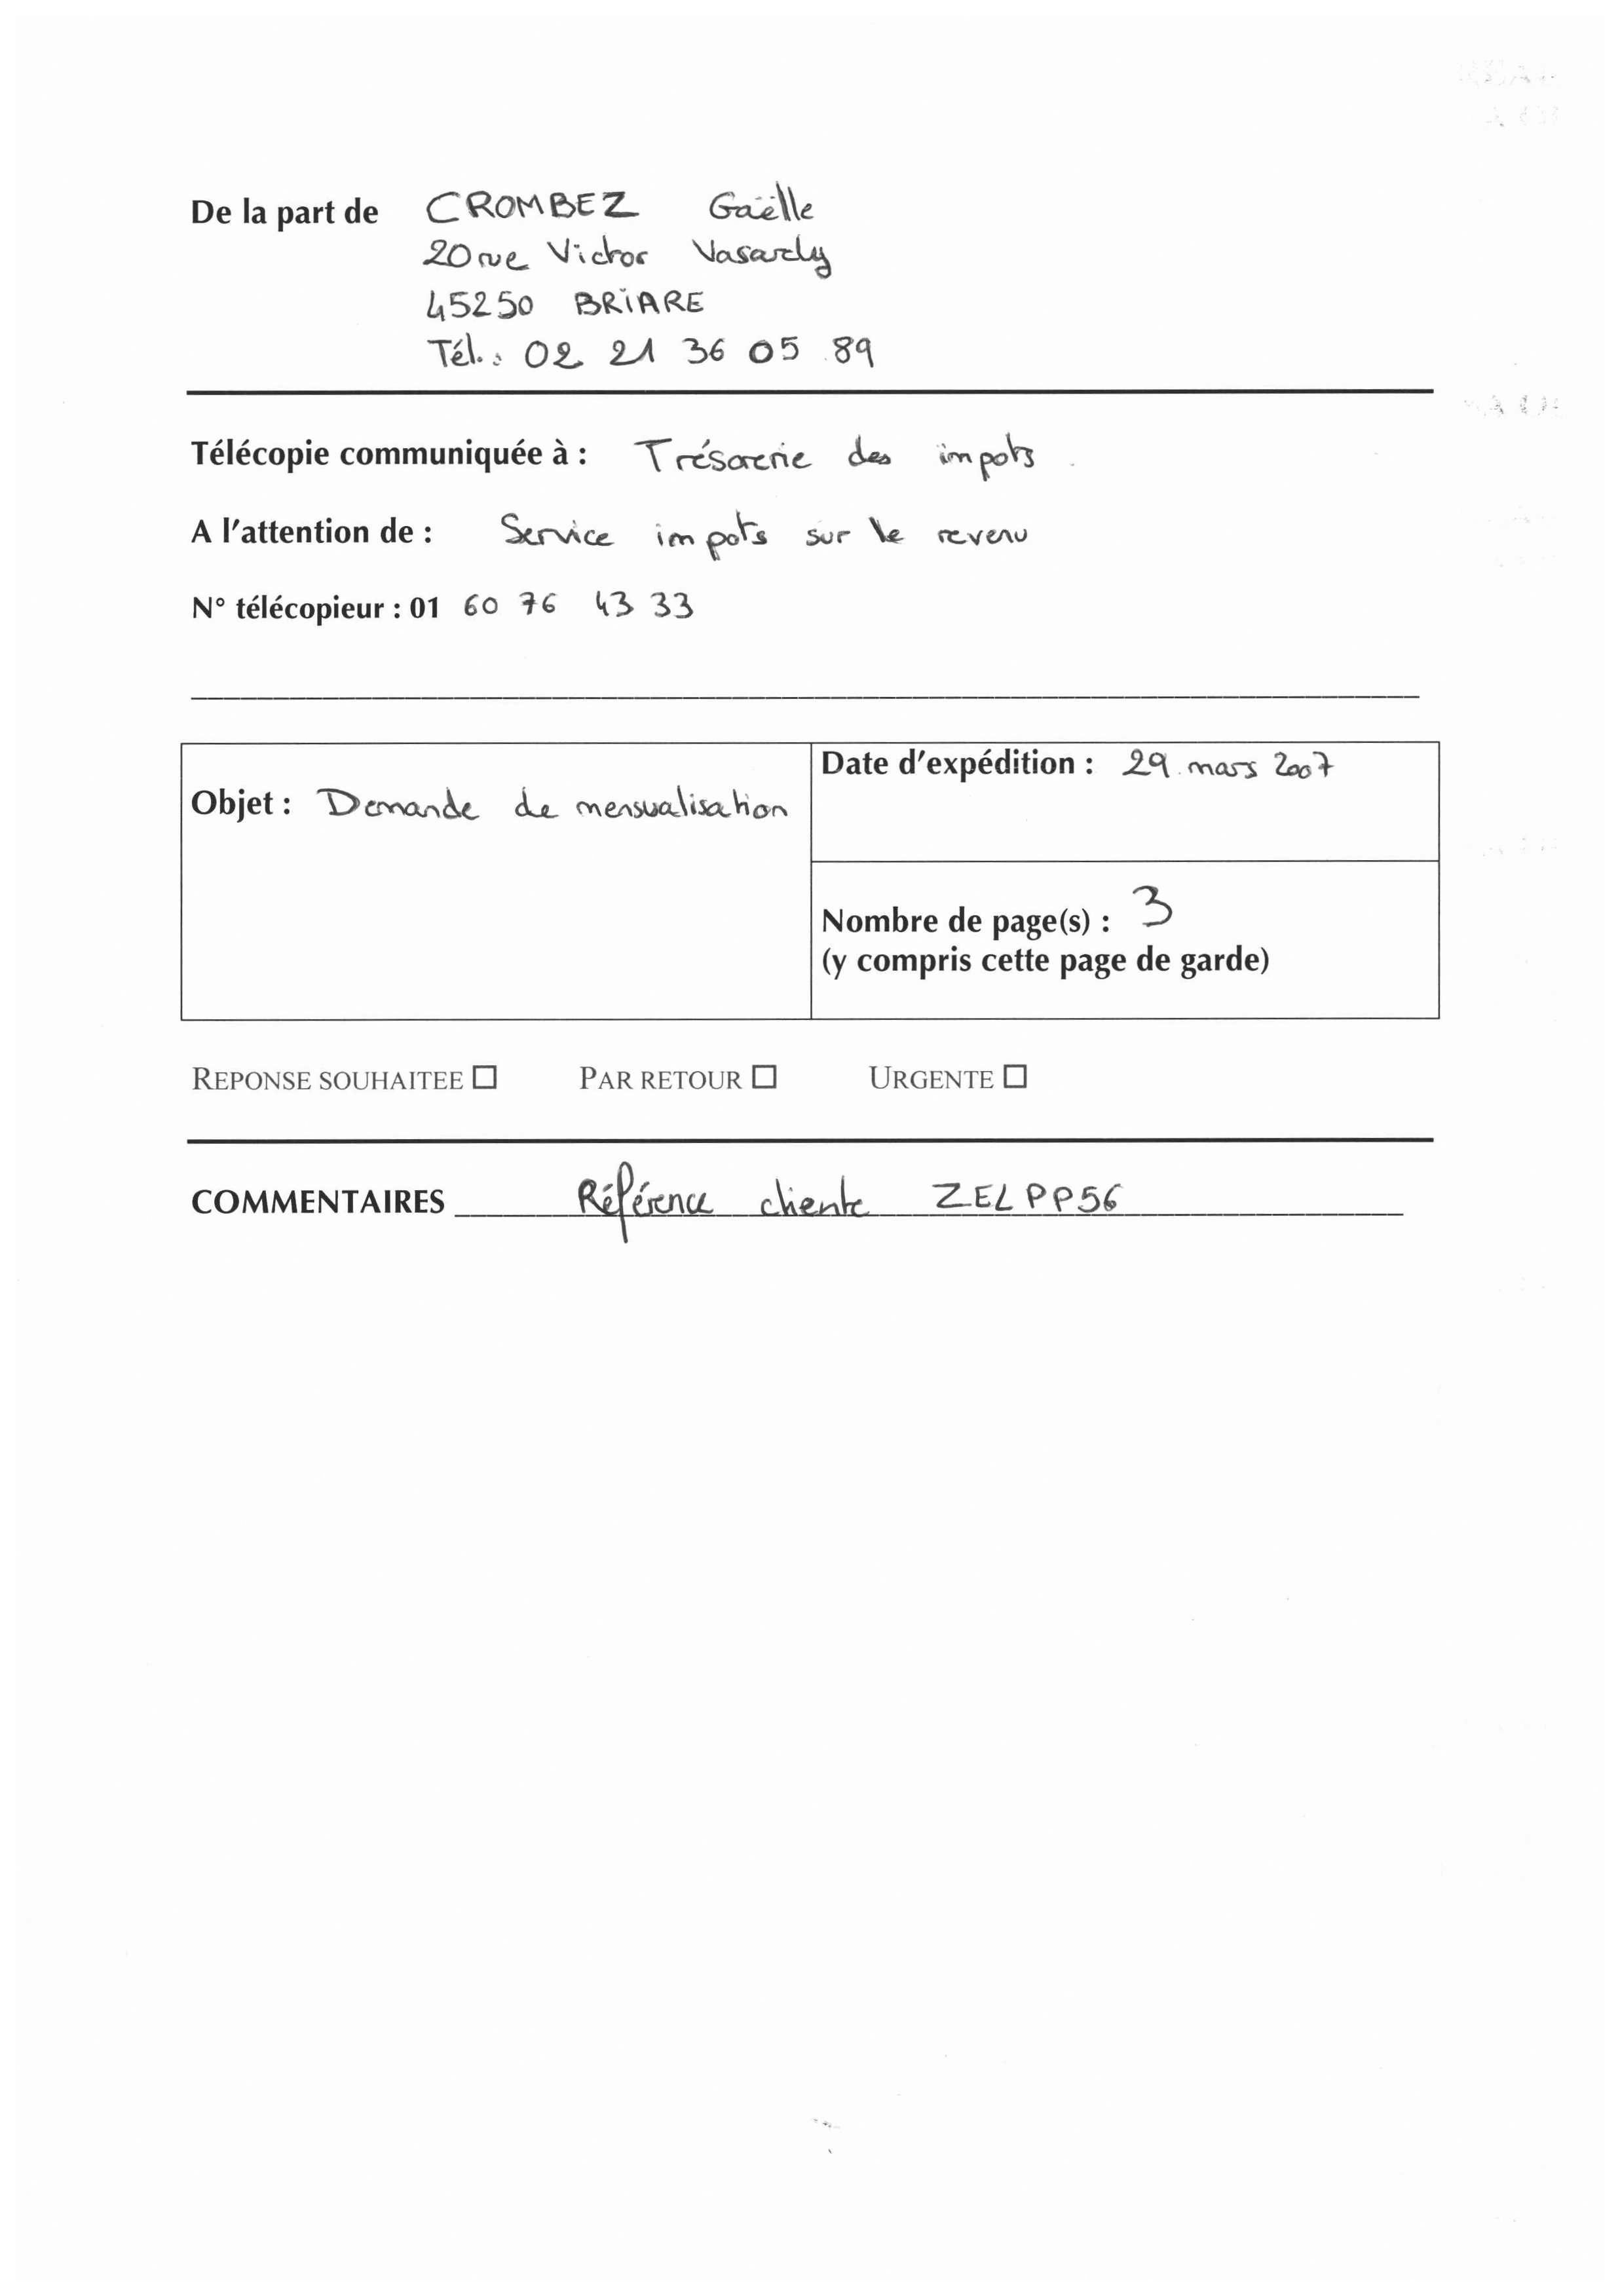 De la part de CROMBEZ Gaëlle
20 rue Victor Vasarely
45250 BRIARE
Tél. : 02 21 36 05 89
Télécopie communiquée à : Trésorerie des impots
A l'attention de : Service impots sur le revenu
N° télécopieur : 01 60 76 43 33
Date d'expédition : 29 mars 2007
Objet : Demande de mensualisation
Nombre de page(s) : 3
(y compris cette page de garde)
REPONSE SOUHAITEE ☐ PAR RETOUR ☐ URGENTE ☐
COMMENTAIRES Référence cliente ZELPP56